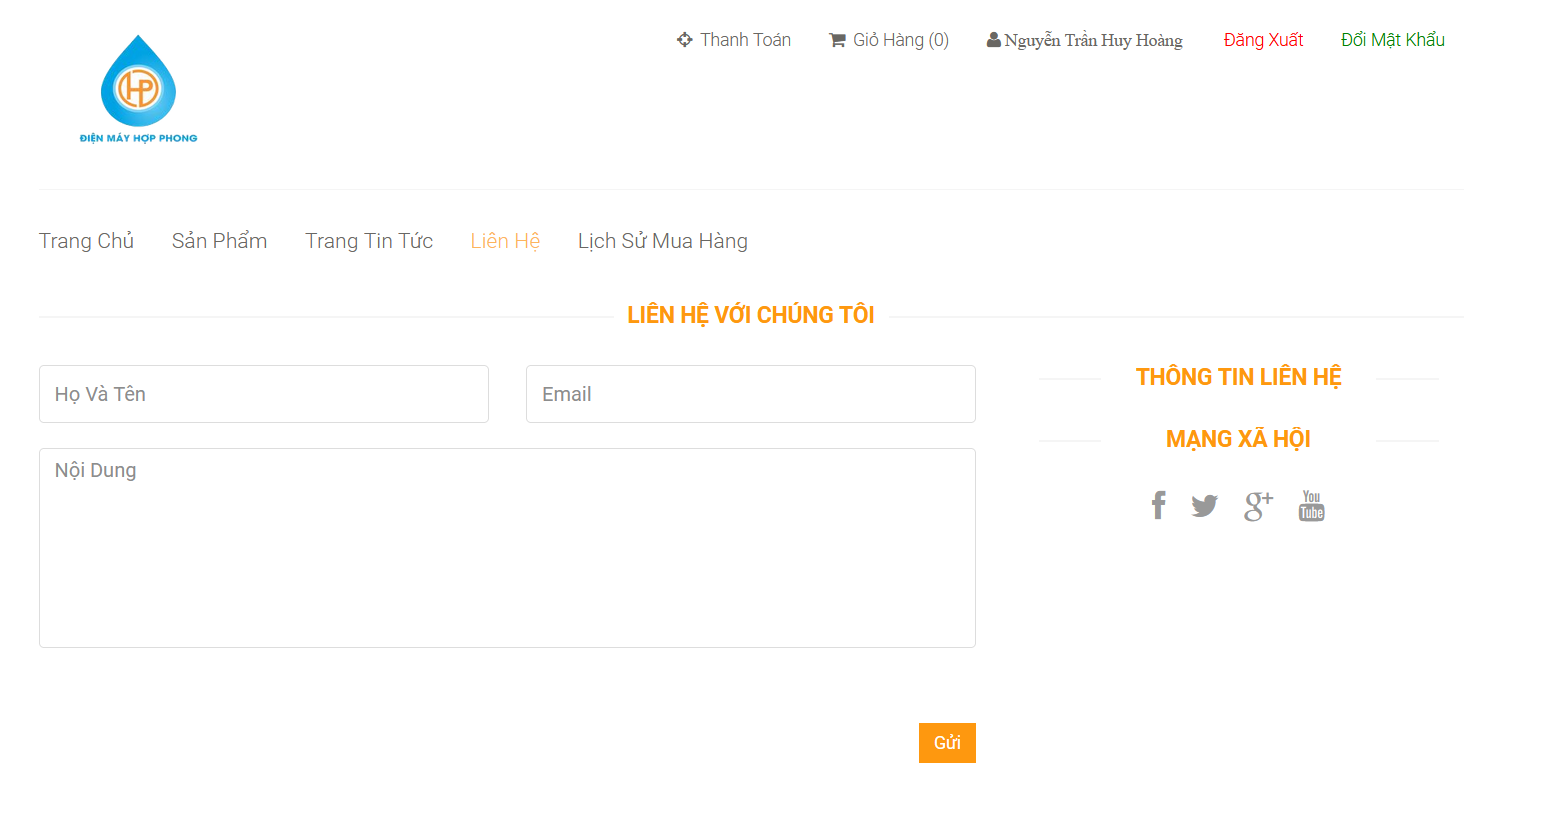 HP
ĐIỆN MÁY HỢP PHONG
Thanh Toán
Giỏ Hàng (0)
Nguyễn Trần Huy Hoàng
Đăng Xuất
Đổi Mật Khẩu
Trang Chủ
Sản Phẩm
Trang Tin Tức
Liên Hệ
Lịch Sử Mua Hàng
LIÊN HỆ VỚI CHÚNG TÔI
Họ Và Tên
Email
Nội Dung
Gửi
THÔNG TIN LIÊN HỆ
MẠNG XÃ HỘI
You
Tube